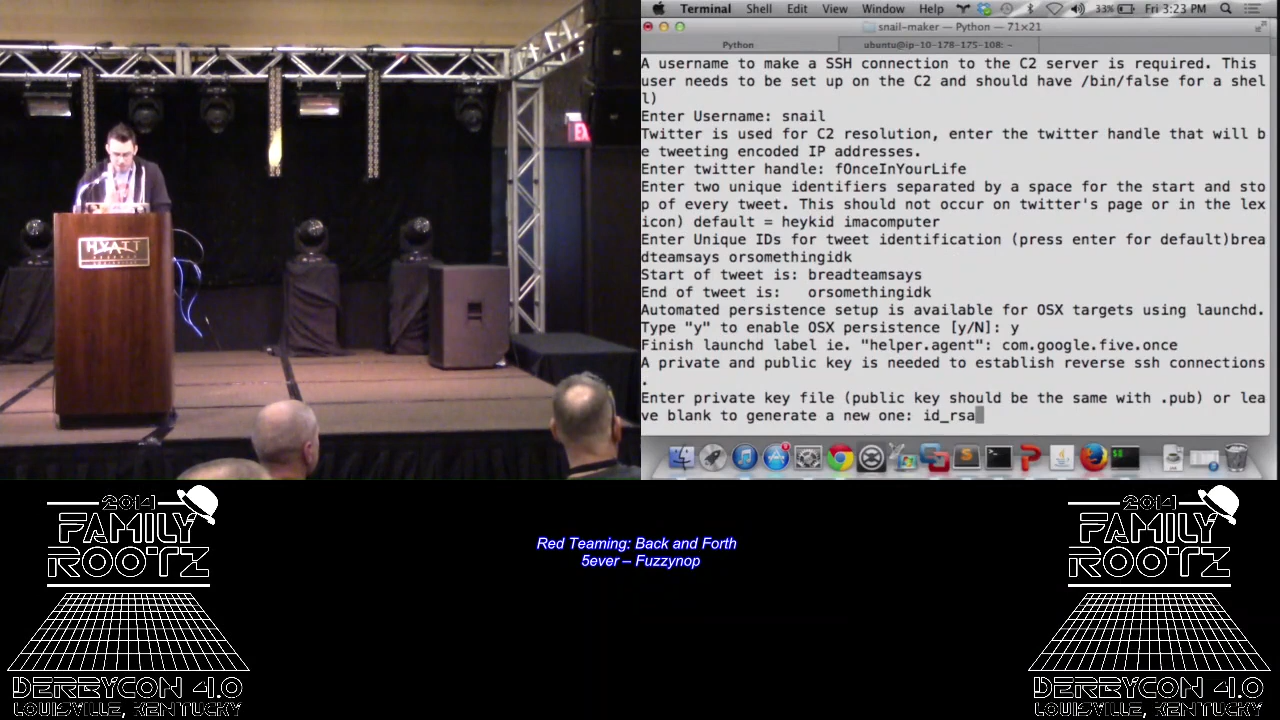 Terminal Shell Edit View Window Help 33% Fri 3:23 PM
snail-maker — Python — 71×21
Python ubuntu@ip-10-178-175-108: ~
A username to make a SSH connection to the C2 server is required. This
user needs to be set up on the C2 and should have /bin/false for a shel
l)
Enter Username: snail
Twitter is used for C2 resolution, enter the twitter handle that will b
e tweeting encoded IP addresses.
Enter twitter handle: fOnceInYourLife
Enter two unique identifiers separated by a space for the start and sto
p of every tweet. This should not occur on twitter's page or in the lex
icon) default = heykid imacomputer
Enter Unique IDs for tweet identification (press enter for default)brea
dteamsays orsomethingidk
Start of tweet is: breadteamsays
End of tweet is:   orsomethingidk
Automated persistence setup is available for OSX targets using launchd.
Type "y" to enable OSX persistence [y/N]: y
Finish launchd label ie. "helper.agent": com.google.five.once
A private and public key is needed to establish reverse ssh connections
.
Enter private key file (public key should be the same with .pub) or lea
ve blank to generate a new one: id_rsa
HYATT
2014
FAMILY
ROOTZ
DERBYCON 4.0
LOUISVILLE, KENTUCKY
Red Teaming: Back and Forth
5ever – Fuzzynop
2014
FAMILY
ROOTZ
DERBYCON 4.0
LOUISVILLE, KENTUCKY